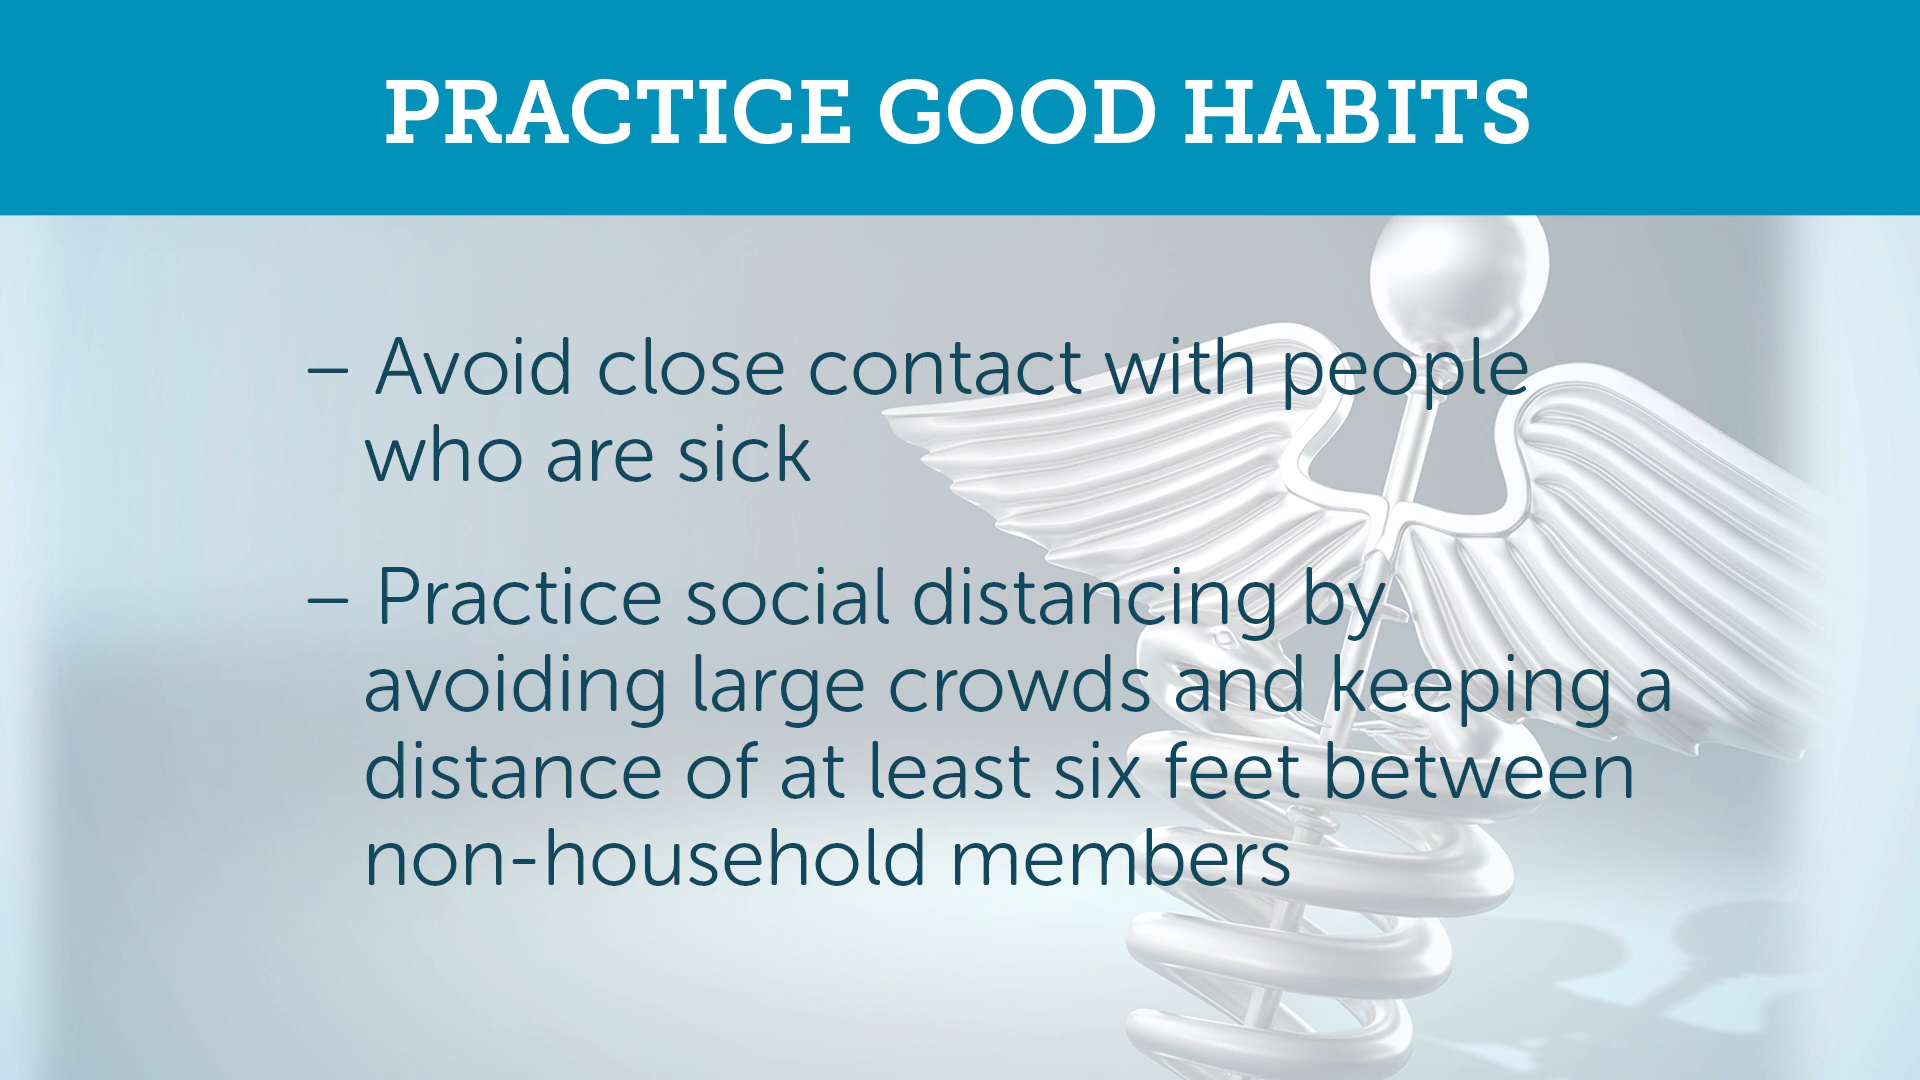 PRACTICE GOOD HABITS
– Avoid close contact with people
who are sick
– Practice social distancing by
avoiding large crowds and keeping a
distance of at least six feet between
non-household members